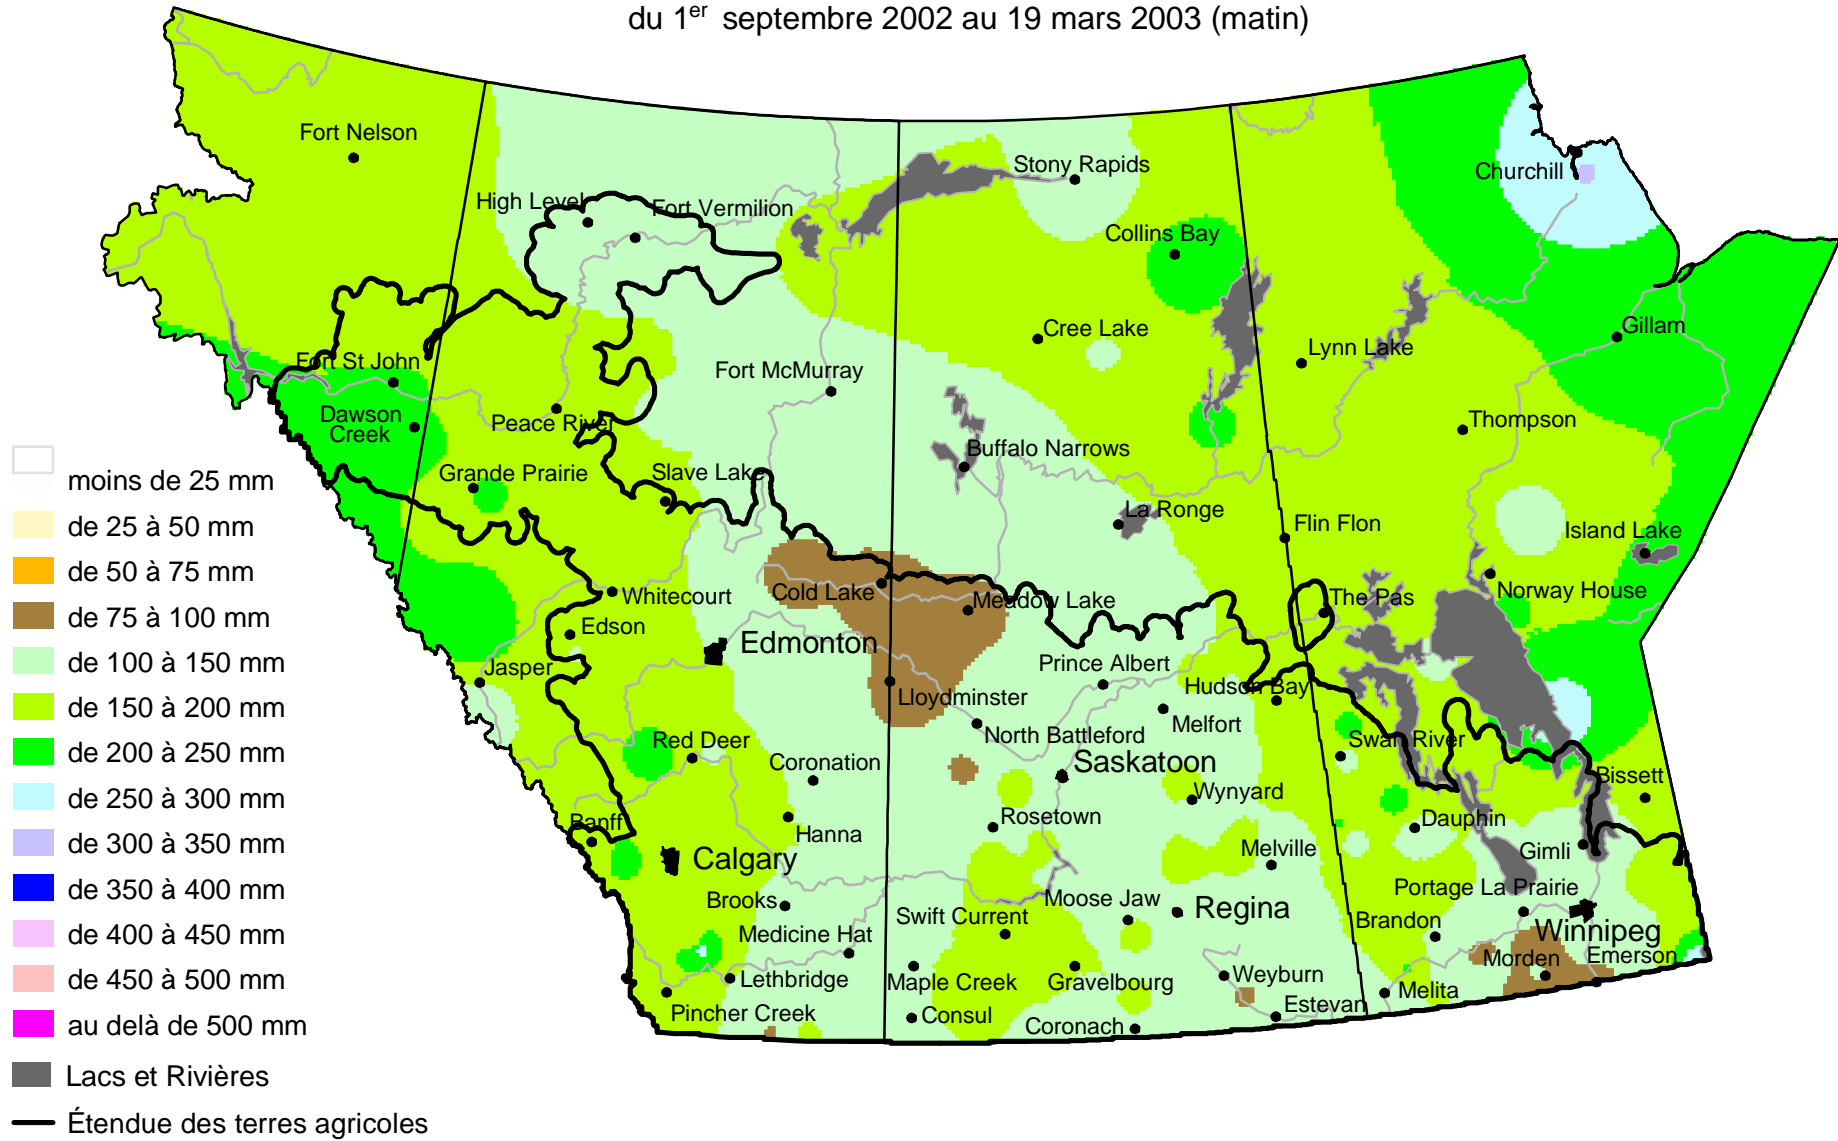 du 1er septembre 2002 au 19 mars 2003 (matin)
Fort Nelson
Stony Rapids
Churchill
High Level
Fort Vermilion
Collins Bay
Gillam
Cree Lake
Lynn Lake
Fort St John
Fort McMurray
Dawson
Creek
Peace River
Thompson
Buffalo Narrows
Grande Prairie
Slave Lake
La Ronge
Flin Flon
Island Lake
Cold Lake
Meadow Lake
The Pas
Norway House
Whitecourt
Edson
Edmonton
Jasper
Prince Albert
Lloydminster
Hudson Bay
Melfort
North Battleford
Red Deer
Swan River
Coronation
Saskatoon
Bissett
Wynyard
Banff
Hanna
Rosetown
Dauphin
Calgary
Melville
Gimli
Brooks
Moose Jaw
Regina
Portage La Prairie
Swift Current
Brandon
Winnipeg
Medicine Hat
Morden
Emerson
Lethbridge
Maple Creek
Gravelbourg
Weyburn
Melita
Pincher Creek
Consul
Coronach
Estevan
moins de 25 mm
de 25 à 50 mm
de 50 à 75 mm
de 75 à 100 mm
de 100 à 150 mm
de 150 à 200 mm
de 200 à 250 mm
de 250 à 300 mm
de 300 à 350 mm
de 350 à 400 mm
de 400 à 450 mm
de 450 à 500 mm
au delà de 500 mm
Lacs et Rivières
Étendue des terres agricoles